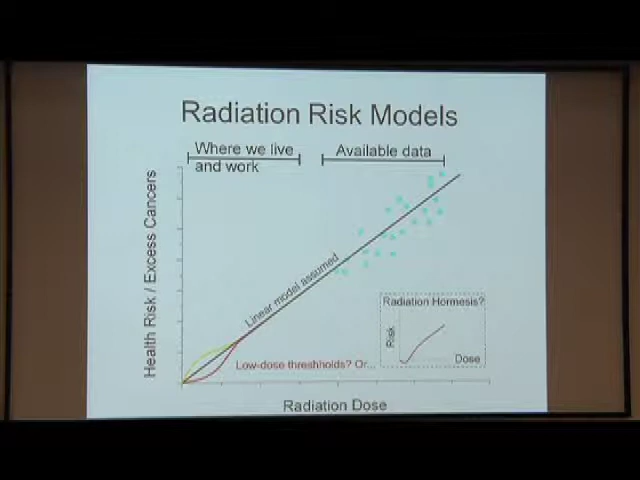 Radiation Risk Models
Where we live
and work
Available data
Health Risk / Excess Cancers
Linear model assumed
Radiation Hormesis?
Risk
Dose
Low-dose threshholds? Or...
Radiation Dose